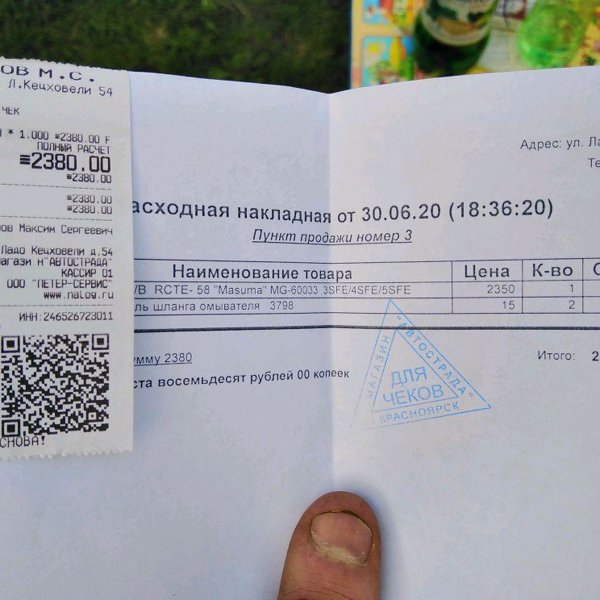 ОВ М.С.
Л.Кецховели 54
ЧЕК
* 1.000 =2380.00 F
ПОЛНЫЙ РАСЧЕТ
≡2380.00
=2380.00
=2380.00
=2380.00
ов Максим Сергеевич
Ладо Кецховели д.54
агази н"АВТОСТРАДА"
КАССИР 01
ООО "ПЕТЕР-СЕРВИС"
www.nalog.ru
ИНН:246526723011
СНОВА!
Адрес: ул. Ла
Те
асходная накладная от 30.06.20 (18:36:20)
Пункт продажи номер 3
Наименование товара Цена К-во С
/В RCTE- 58 "Masuma" MG-60033 3SFE/4SFE/5SFE 2350 1
ль шланга омывателя 3798 15 2
умму 2380
Итого: 2
ста восемьдесят рублей 00 копеек
МАГАЗИН
"АВТОСТРАДА"
ДЛЯ
ЧЕКОВ
КРАСНОЯРСК